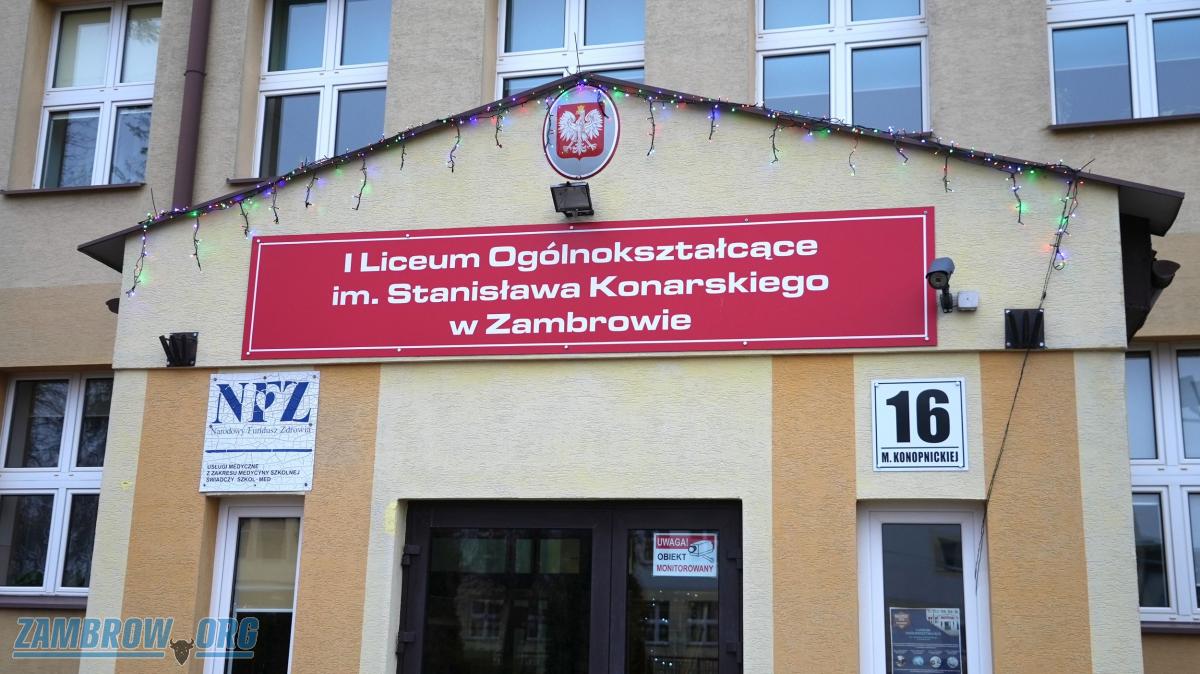 I Liceum Ogólnokształcące
im. Stanisława Konarskiego
w Zambrowie
NFZ
Narodowy Fundusz Zdrowia
USŁUGI MEDYCZNE
Z ZAKRESU MEDYCYNY SZKOLNEJ
ŚWIADCZY SZKOL-MED
16
M. KONOPNICKIEJ
UWAGA!
OBIEKT
MONITOROWANY
ZAMBROW.ORG